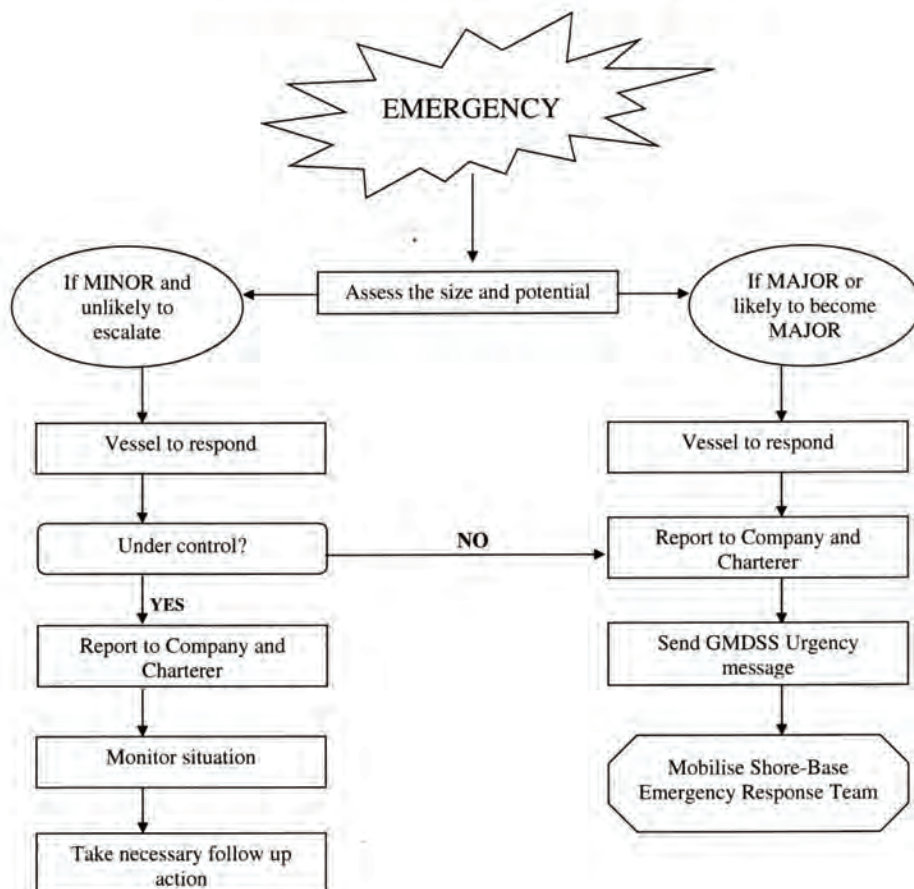 EMERGENCY
Assess the size and potential
If MINOR and
unlikely to
escalate
If MAJOR or
likely to become
MAJOR
Vessel to respond
Vessel to respond
Under control?
NO
Report to Company and
Charterer
YES
Report to Company and
Charterer
Send GMDSS Urgency
message
Monitor situation
Mobilise Shore-Base
Emergency Response Team
Take necessary follow up
action